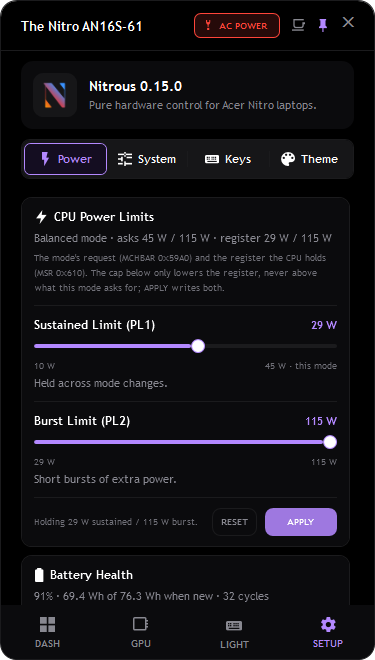 The Nitro AN16S-61
AC POWER
Nitrous 0.15.0
Pure hardware control for Acer Nitro laptops.
Power
System
Keys
Theme
CPU Power Limits
Balanced mode · asks 45 W / 115 W · register 29 W / 115 W
The mode's request (MCHBAR 0x59A0) and the register the CPU holds
(MSR 0x610). The cap below only lowers the register, never above
what this mode asks for; APPLY writes both.
Sustained Limit (PL1)
29 W
10 W
45 W · this mode
Held across mode changes.
Burst Limit (PL2)
115 W
29 W
115 W
Short bursts of extra power.
Holding 29 W sustained / 115 W burst.
RESET
APPLY
Battery Health
91% · 69.4 Wh of 76.3 Wh when new · 32 cycles
DASH
GPU
LIGHT
SETUP